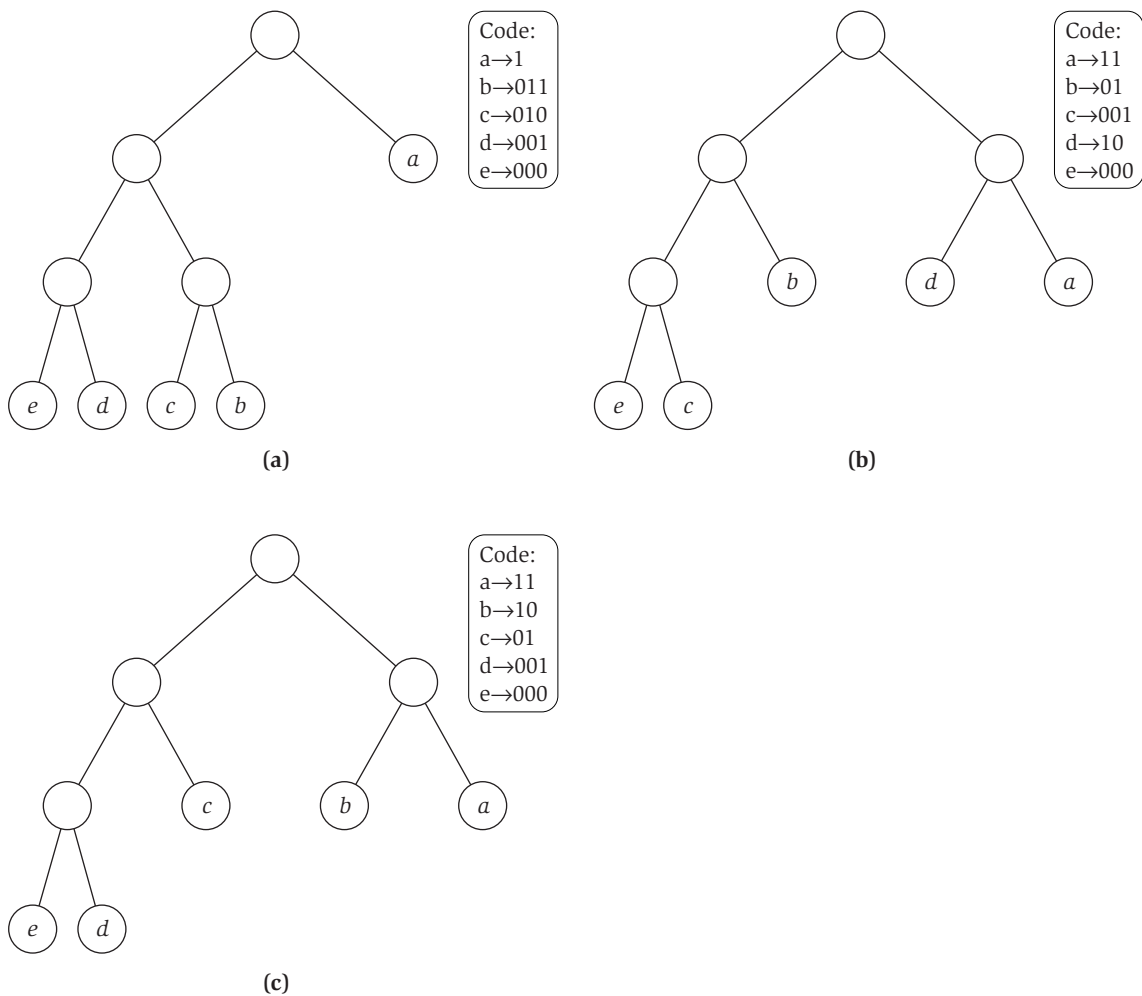 Code:
a→1
b→011
c→010
d→001
e→000
a
e
d
c
b
(a)
Code:
a→11
b→01
c→001
d→10
e→000
b
d
a
e
c
(b)
Code:
a→11
b→10
c→01
d→001
e→000
c
b
a
e
d
(c)